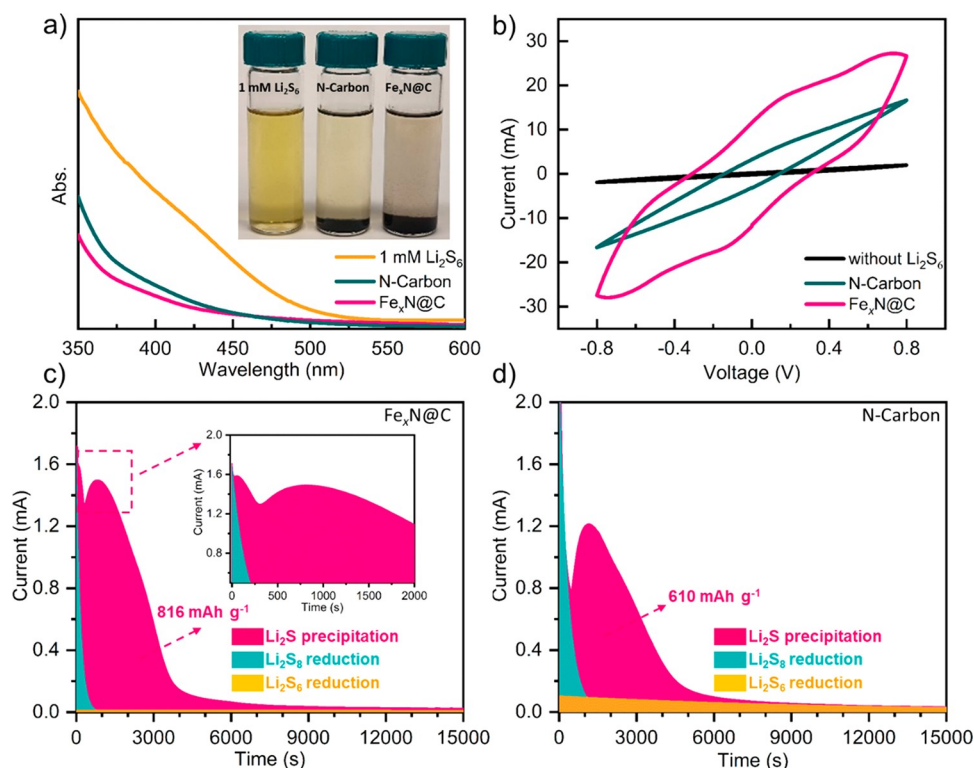 a)
1 mM Li₂S₆ N-Carbon FeₓN@C
Abs.
1 mM Li₂S₆
N-Carbon
FeₓN@C
350 400 450 500 550 600
Wavelength (nm)
b)
30
20
10
0
-10
-20
-30
Current (mA)
without Li₂S₆
N-Carbon
FeₓN@C
-0.8 -0.4 0.0 0.4 0.8
Voltage (V)
c)
FeₓN@C
2.0
1.6
1.2
0.8
0.4
0.0
Current (mA)
2.0
1.6
1.2
0.8
Current (mA)
0 500 1000 1500 2000
Time (s)
816 mAh g⁻¹
Li₂S precipitation
Li₂S₈ reduction
Li₂S₆ reduction
0 3000 6000 9000 12000 15000
Time (s)
d)
N-Carbon
2.0
1.6
1.2
0.8
0.4
0.0
Current (mA)
610 mAh g⁻¹
Li₂S precipitation
Li₂S₈ reduction
Li₂S₆ reduction
0 3000 6000 9000 12000 15000
Time (s)